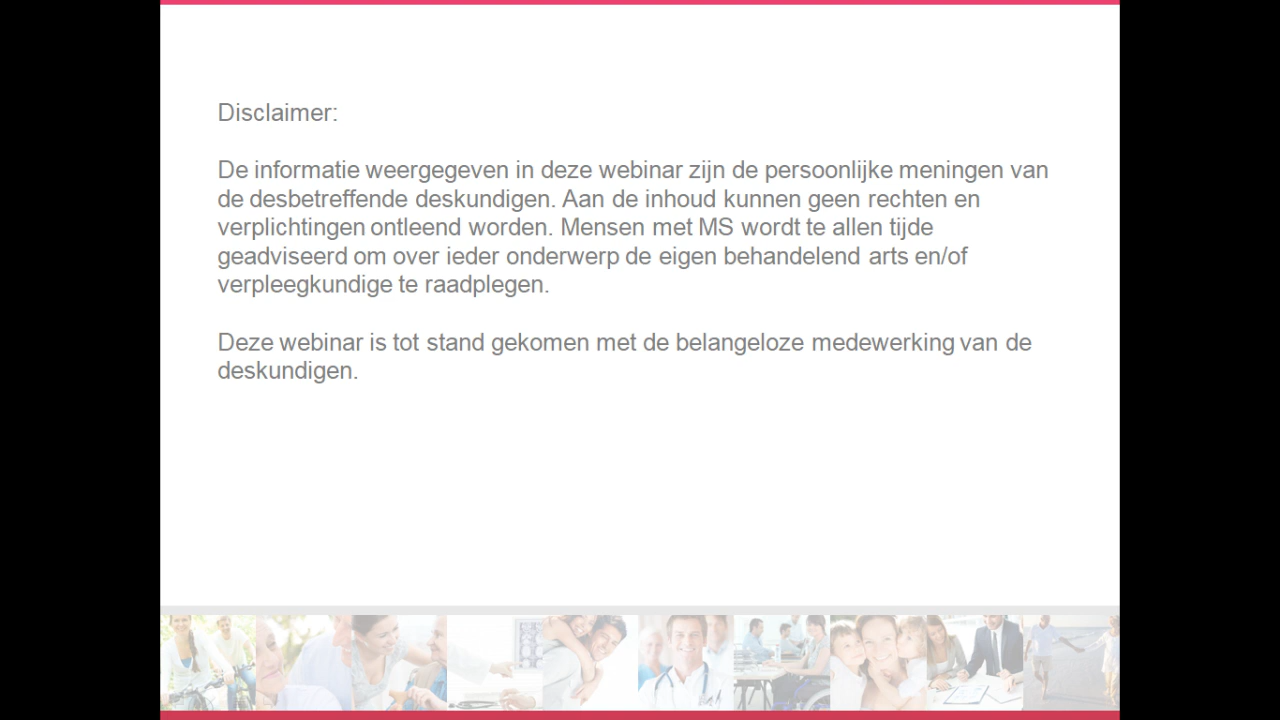 Disclaimer:
De informatie weergegeven in deze webinar zijn de persoonlijke meningen van
de desbetreffende deskundigen. Aan de inhoud kunnen geen rechten en
verplichtingen ontleend worden. Mensen met MS wordt te allen tijde
geadviseerd om over ieder onderwerp de eigen behandelend arts en/of
verpleegkundige te raadplegen.
Deze webinar is tot stand gekomen met de belangeloze medewerking van de
deskundigen.